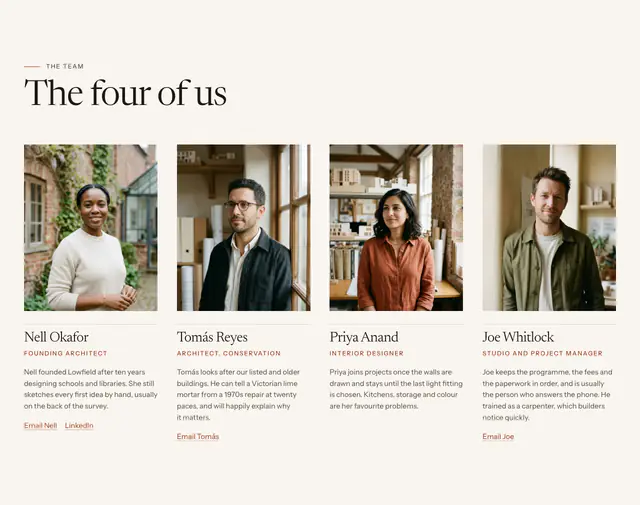 THE TEAM
The four of us
Nell Okafor
FOUNDING ARCHITECT
Nell founded Lowfield after ten years
designing schools and libraries. She still
sketches every first idea by hand, usually
on the back of the survey.
Email Nell LinkedIn
Tomás Reyes
ARCHITECT, CONSERVATION
Tomás looks after our listed and older
buildings. He can tell a Victorian lime
mortar from a 1970s repair at twenty
paces, and will happily explain why
it matters.
Email Tomás
Priya Anand
INTERIOR DESIGNER
Priya joins projects once the walls are
drawn and stays until the last light fitting
is chosen. Kitchens, storage and colour
are her favourite problems.
Joe Whitlock
STUDIO AND PROJECT MANAGER
Joe keeps the programme, the fees and
the paperwork in order, and is usually
the person who answers the phone. He
trained as a carpenter, which builders
notice quickly.
Email Joe